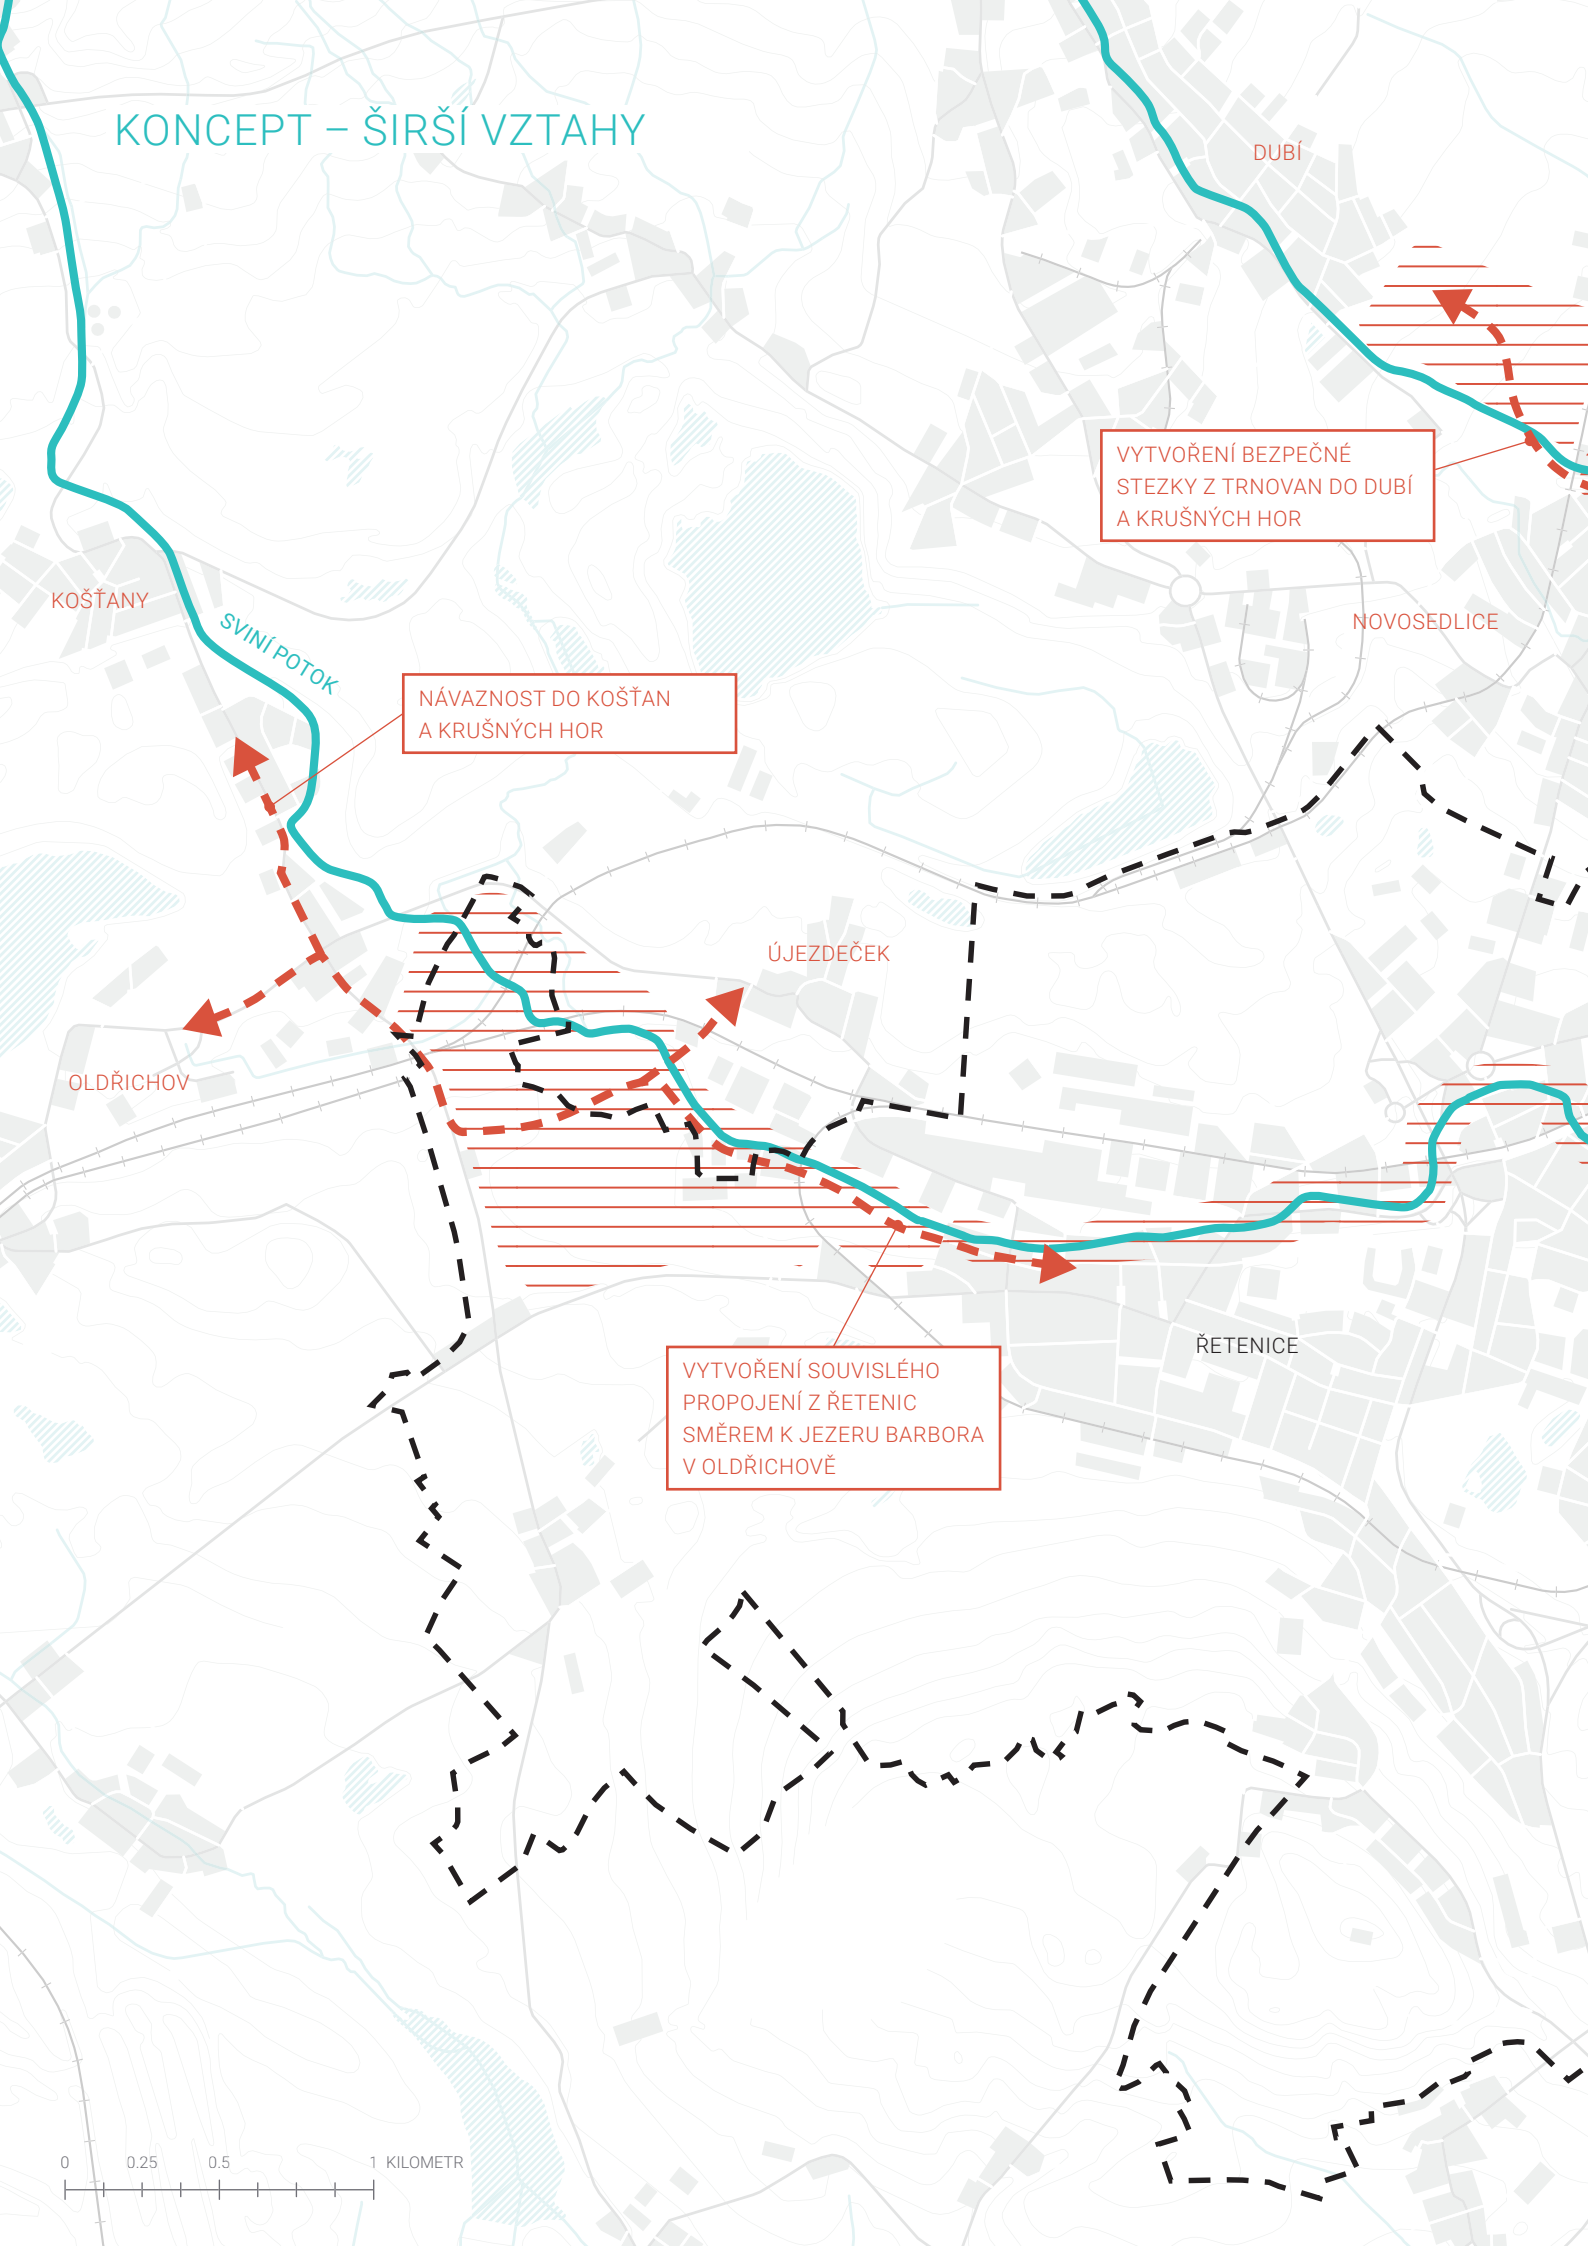 KONCEPT – ŠIRŠÍ VZTAHY
DUBÍ
VYTVOŘENÍ BEZPEČNÉ
STEZKY Z TRNOVAN DO DUBÍ
A KRUŠNÝCH HOR
KOŠŤANY
SVINÍ POTOK
NOVOSEDLICE
NÁVAZNOST DO KOŠŤAN
A KRUŠNÝCH HOR
ÚJEZDEČEK
OLDŘICHOV
ŘETENICE
VYTVOŘENÍ SOUVISLÉHO
PROPOJENÍ Z ŘETENIC
SMĚREM K JEZERU BARBORA
V OLDŘICHOVĚ
0 0.25 0.5 1 KILOMETR